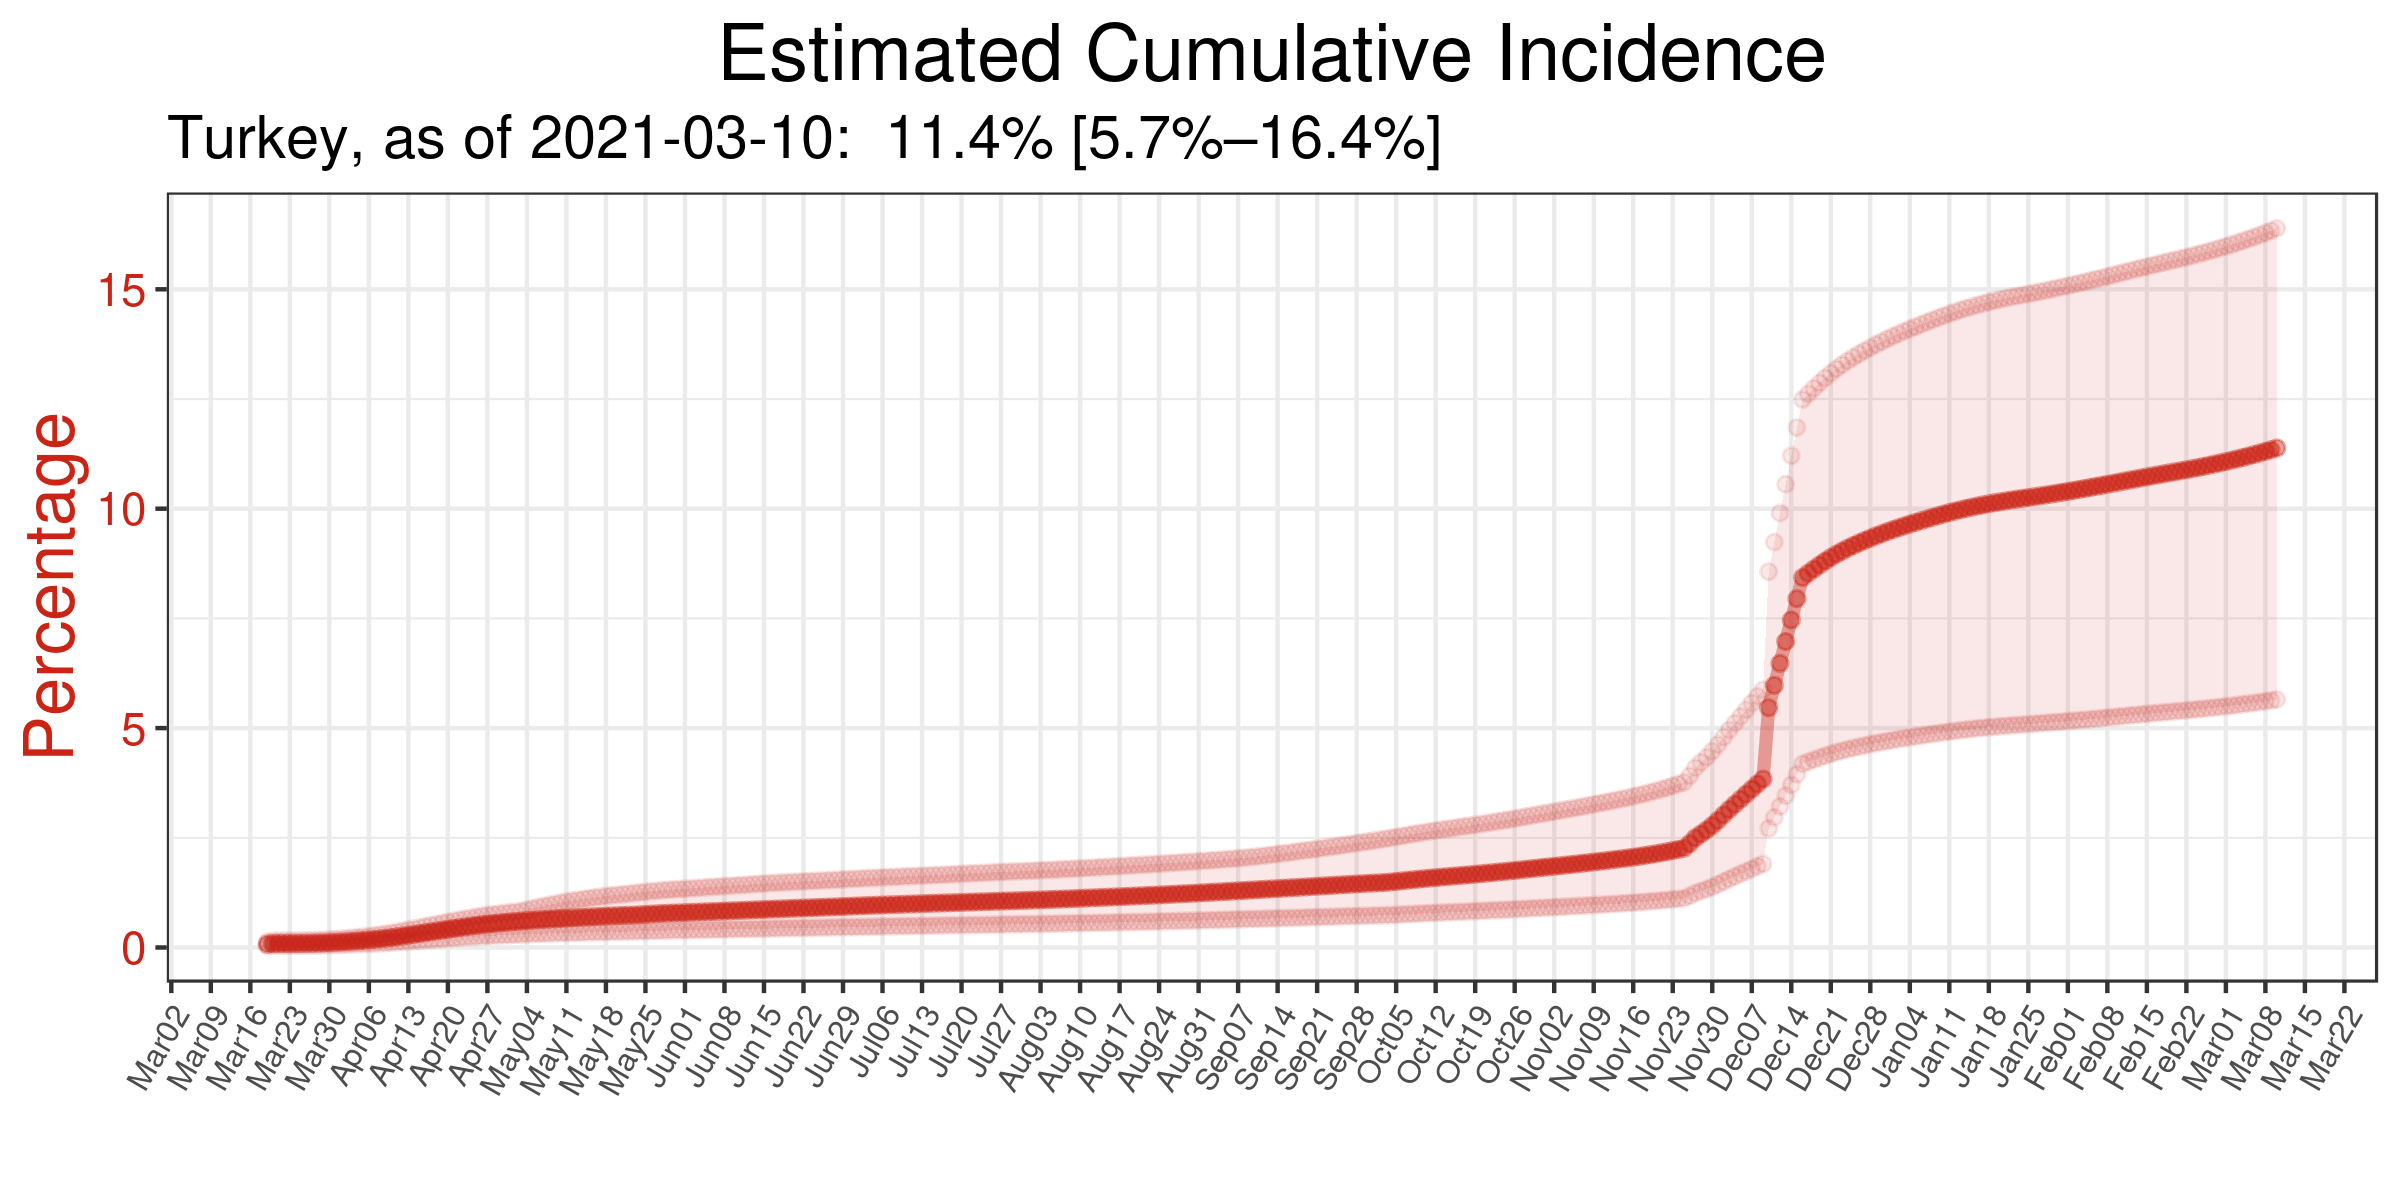 Estimated Cumulative Incidence
Turkey, as of 2021-03-10:  11.4% [5.7%–16.4%]
Percentage
15
10
5
0
Mar02
Mar09
Mar16
Mar23
Mar30
Apr06
Apr13
Apr20
Apr27
May04
May11
May18
May25
Jun01
Jun08
Jun15
Jun22
Jun29
Jul06
Jul13
Jul20
Jul27
Aug03
Aug10
Aug17
Aug24
Aug31
Sep07
Sep14
Sep21
Sep28
Oct05
Oct12
Oct19
Oct26
Nov02
Nov09
Nov16
Nov23
Nov30
Dec07
Dec14
Dec21
Dec28
Jan04
Jan11
Jan18
Jan25
Feb01
Feb08
Feb15
Feb22
Mar01
Mar08
Mar15
Mar22